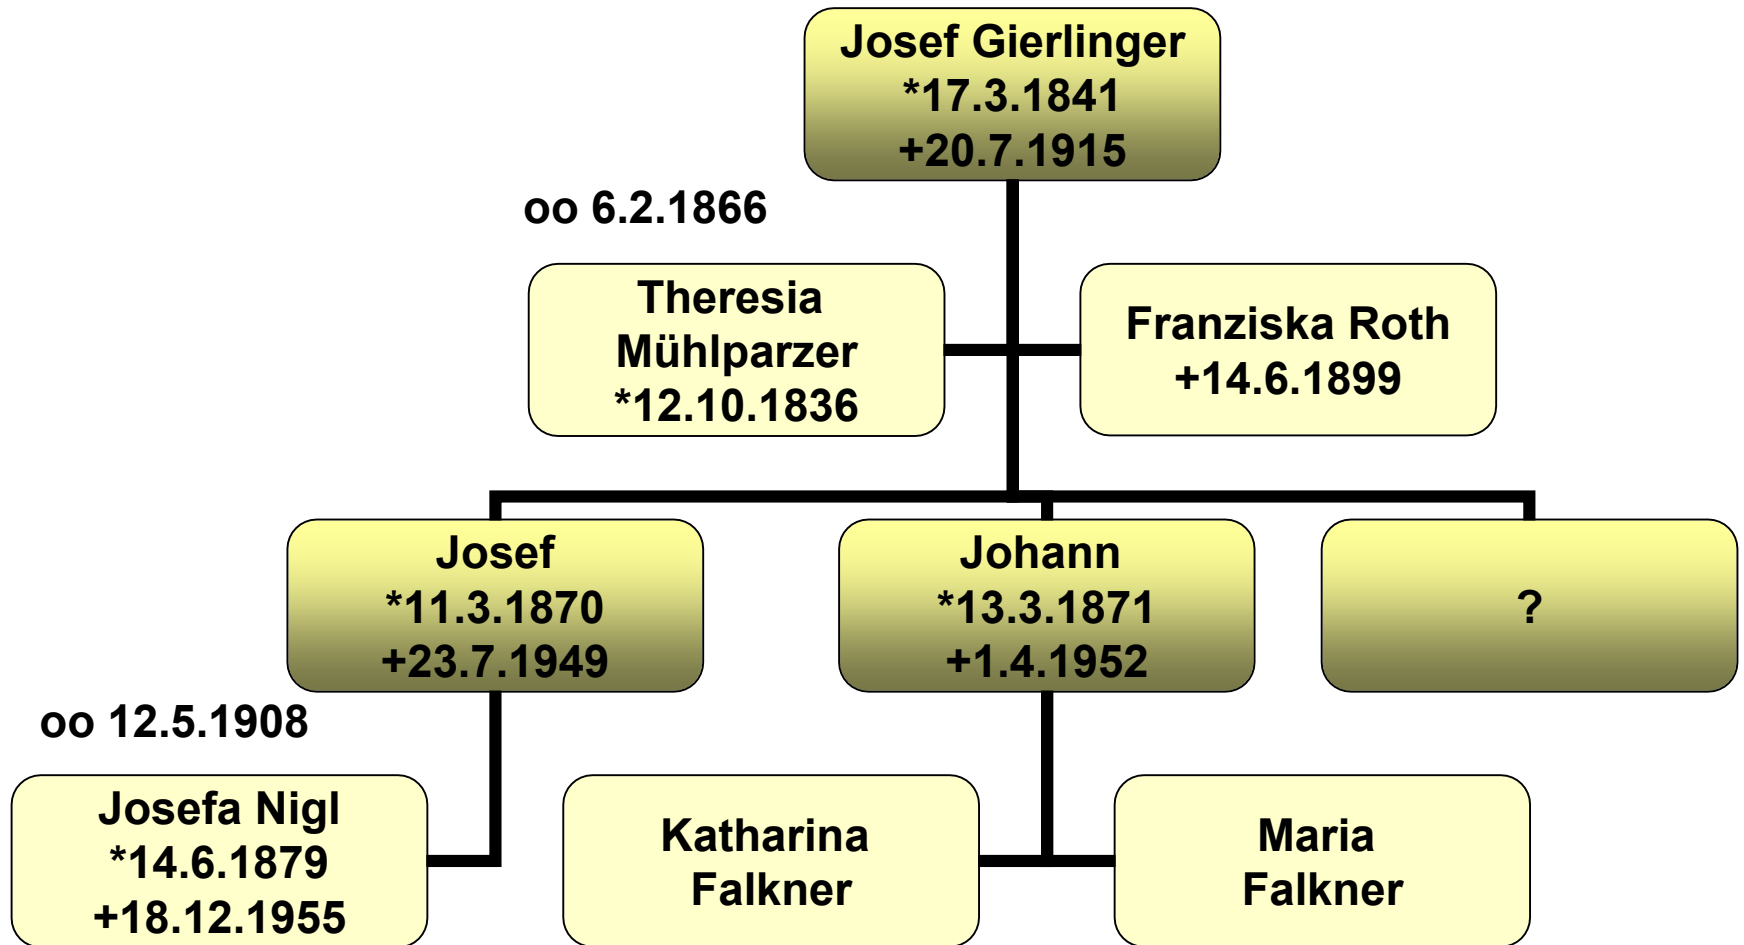 Josef Gierlinger
*17.3.1841
+20.7.1915
oo 6.2.1866
Theresia
Mühlparzer
*12.10.1836
Franziska Roth
+14.6.1899
Josef
*11.3.1870
+23.7.1949
Johann
*13.3.1871
+1.4.1952
?
oo 12.5.1908
Josefa Nigl
*14.6.1879
+18.12.1955
Katharina
Falkner
Maria
Falkner